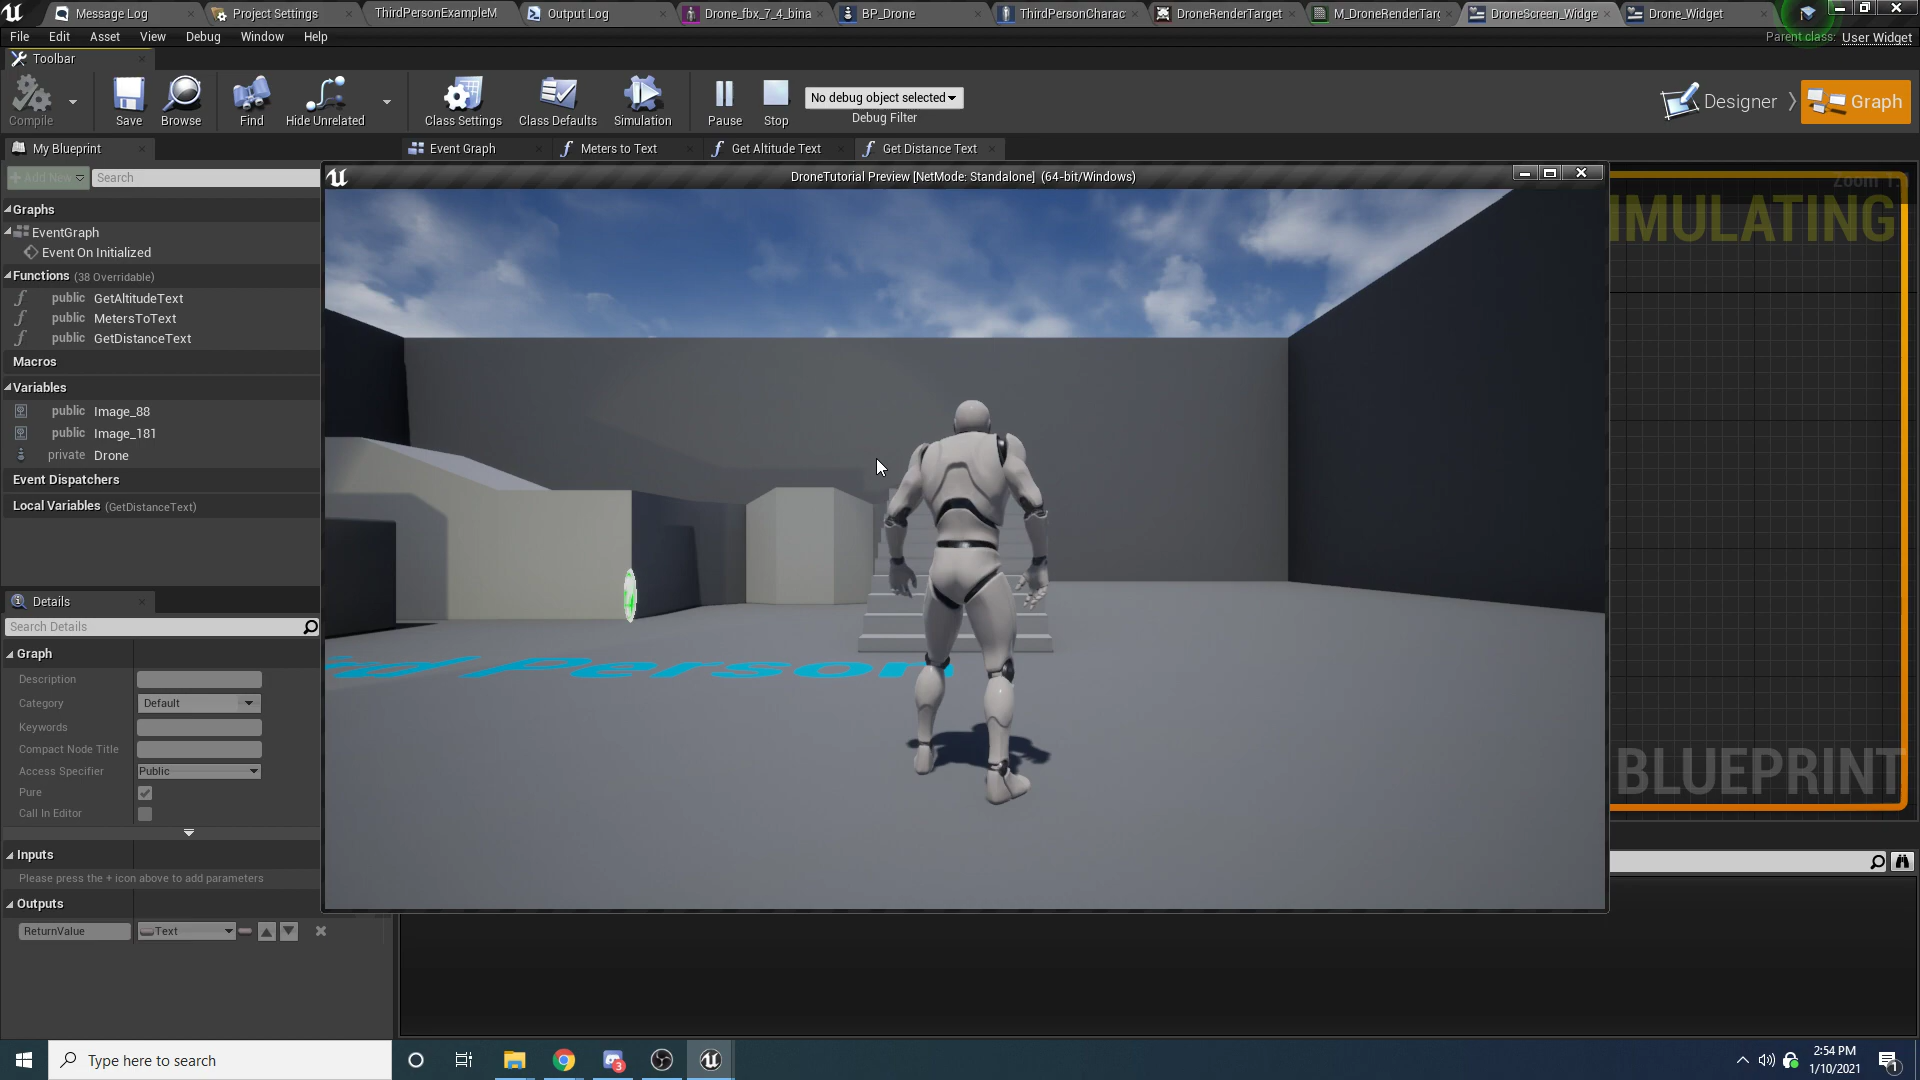 Message Log
Project Settings
ThirdPersonExampleM
Output Log
Drone_fbx_7_4_bina
BP_Drone
ThirdPersonCharac
DroneRenderTarget
M_DroneRenderTarg
DroneScreen_Widge
Drone_Widget
File Edit Asset View Debug Window Help
Parent class: User Widget
Toolbar
Compile
Save
Browse
Find
Hide Unrelated
Class Settings
Class Defaults
Simulation
Pause
Stop
No debug object selected
Debug Filter
Designer
Graph
My Blueprint
Event Graph
Meters to Text
Get Altitude Text
Get Distance Text
Add New
Search
DroneTutorial Preview [NetMode: Standalone] (64-bit/Windows)
IMULATING
Graphs
EventGraph
Event On Initialized
Functions (38 Overridable)
public GetAltitudeText
public MetersToText
public GetDistanceText
Macros
Variables
public Image_88
public Image_181
private Drone
Event Dispatchers
Local Variables (GetDistanceText)
Details
Search Details
Graph
Description
Category Default
Keywords
Compact Node Title
Access Specifier Public
Pure
Call In Editor
Person
BLUEPRINT
Inputs
Please press the + icon above to add parameters
Outputs
ReturnValue Text
Type here to search
3
2:54 PM
1/10/2021
1